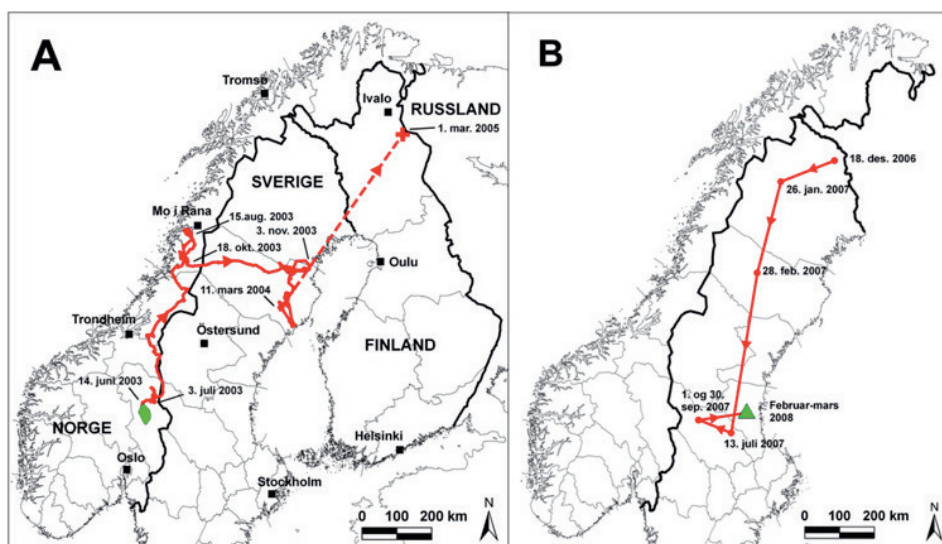 A
Tromsø
Ivalo
RUSSLAND
1. mar. 2005
SVERIGE
Mo i Rana
15.aug. 2003
3. nov. 2003
18. okt. 2003
Oulu
11. mars 2004
Trondheim
Östersund
FINLAND
14. juni 2003
3. juli 2003
NORGE
Helsinki
Oslo
Stockholm
N
0 100 200 km
B
18. des. 2006
26. jan. 2007
28. feb. 2007
1. og 30.
sep. 2007
Februar-mars
2008
13. juli 2007
N
0 100 200 km